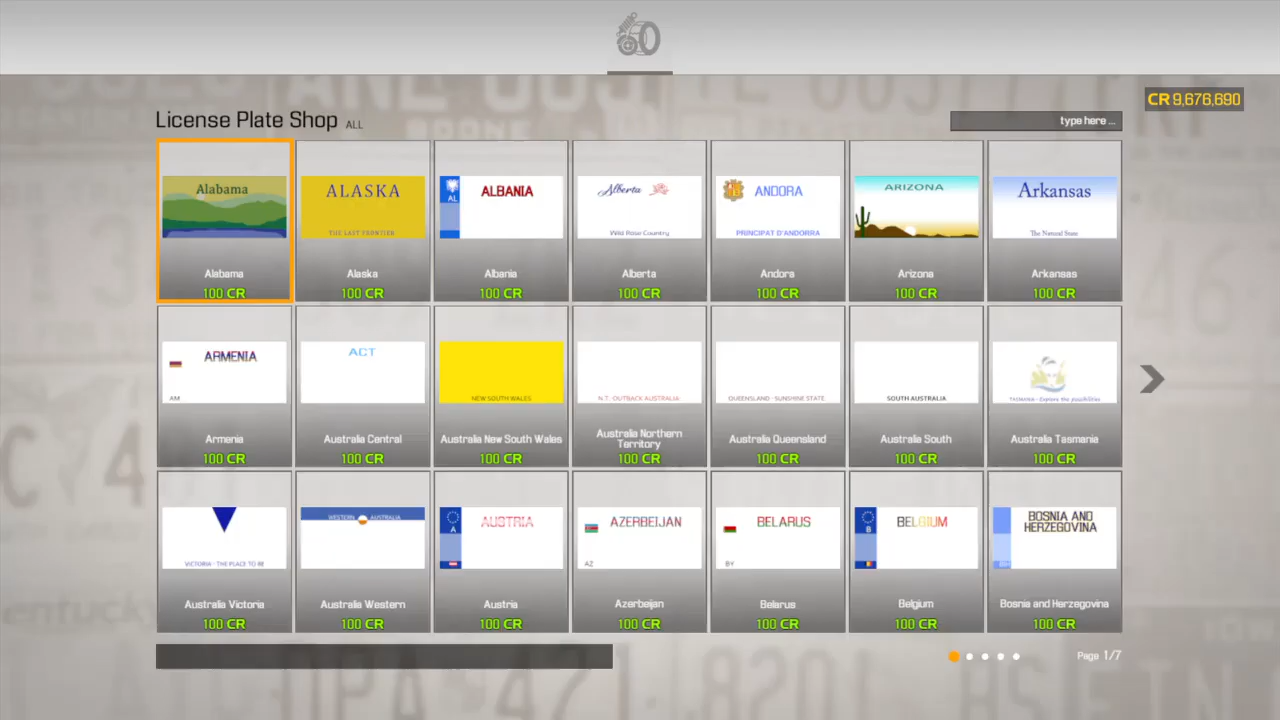 CR 9,676,690
License Plate Shop ALL
type here ...
Alabama
Alabama
100 CR
ALASKA
THE LAST FRONTIER
Alaska
100 CR
AL
ALBANIA
Albania
100 CR
Alberta
Wild Rose Country
Alberta
100 CR
ANDORA
PRINCIPAT D'ANDORRA
Andora
100 CR
ARIZONA
Arizona
100 CR
Arkansas
The Natural State
Arkansas
100 CR
ARMENIA
AM
Armenia
100 CR
ACT
Australia Central
100 CR
NEW SOUTH WALES
Australia New South Wales
100 CR
N.T. OUTBACK AUSTRALIA
Australia Northern
Territory
100 CR
QUEENSLAND - SUNSHINE STATE
Australia Queensland
100 CR
SOUTH AUSTRALIA
Australia South
100 CR
TASMANIA - Explore the possibilities
Australia Tasmania
100 CR
VICTORIA - THE PLACE TO BE
Australia Victoria
100 CR
WESTERN AUSTRALIA
Australia Western
100 CR
A
AUSTRIA
Austria
100 CR
AZERBEIJAN
AZ
Azerbeijan
100 CR
BELARUS
BY
Belarus
100 CR
B
BELGIUM
Belgium
100 CR
BOSNIA AND
HERZEGOVINA
BIH
Bosnia and Herzegovina
100 CR
Page 1/7